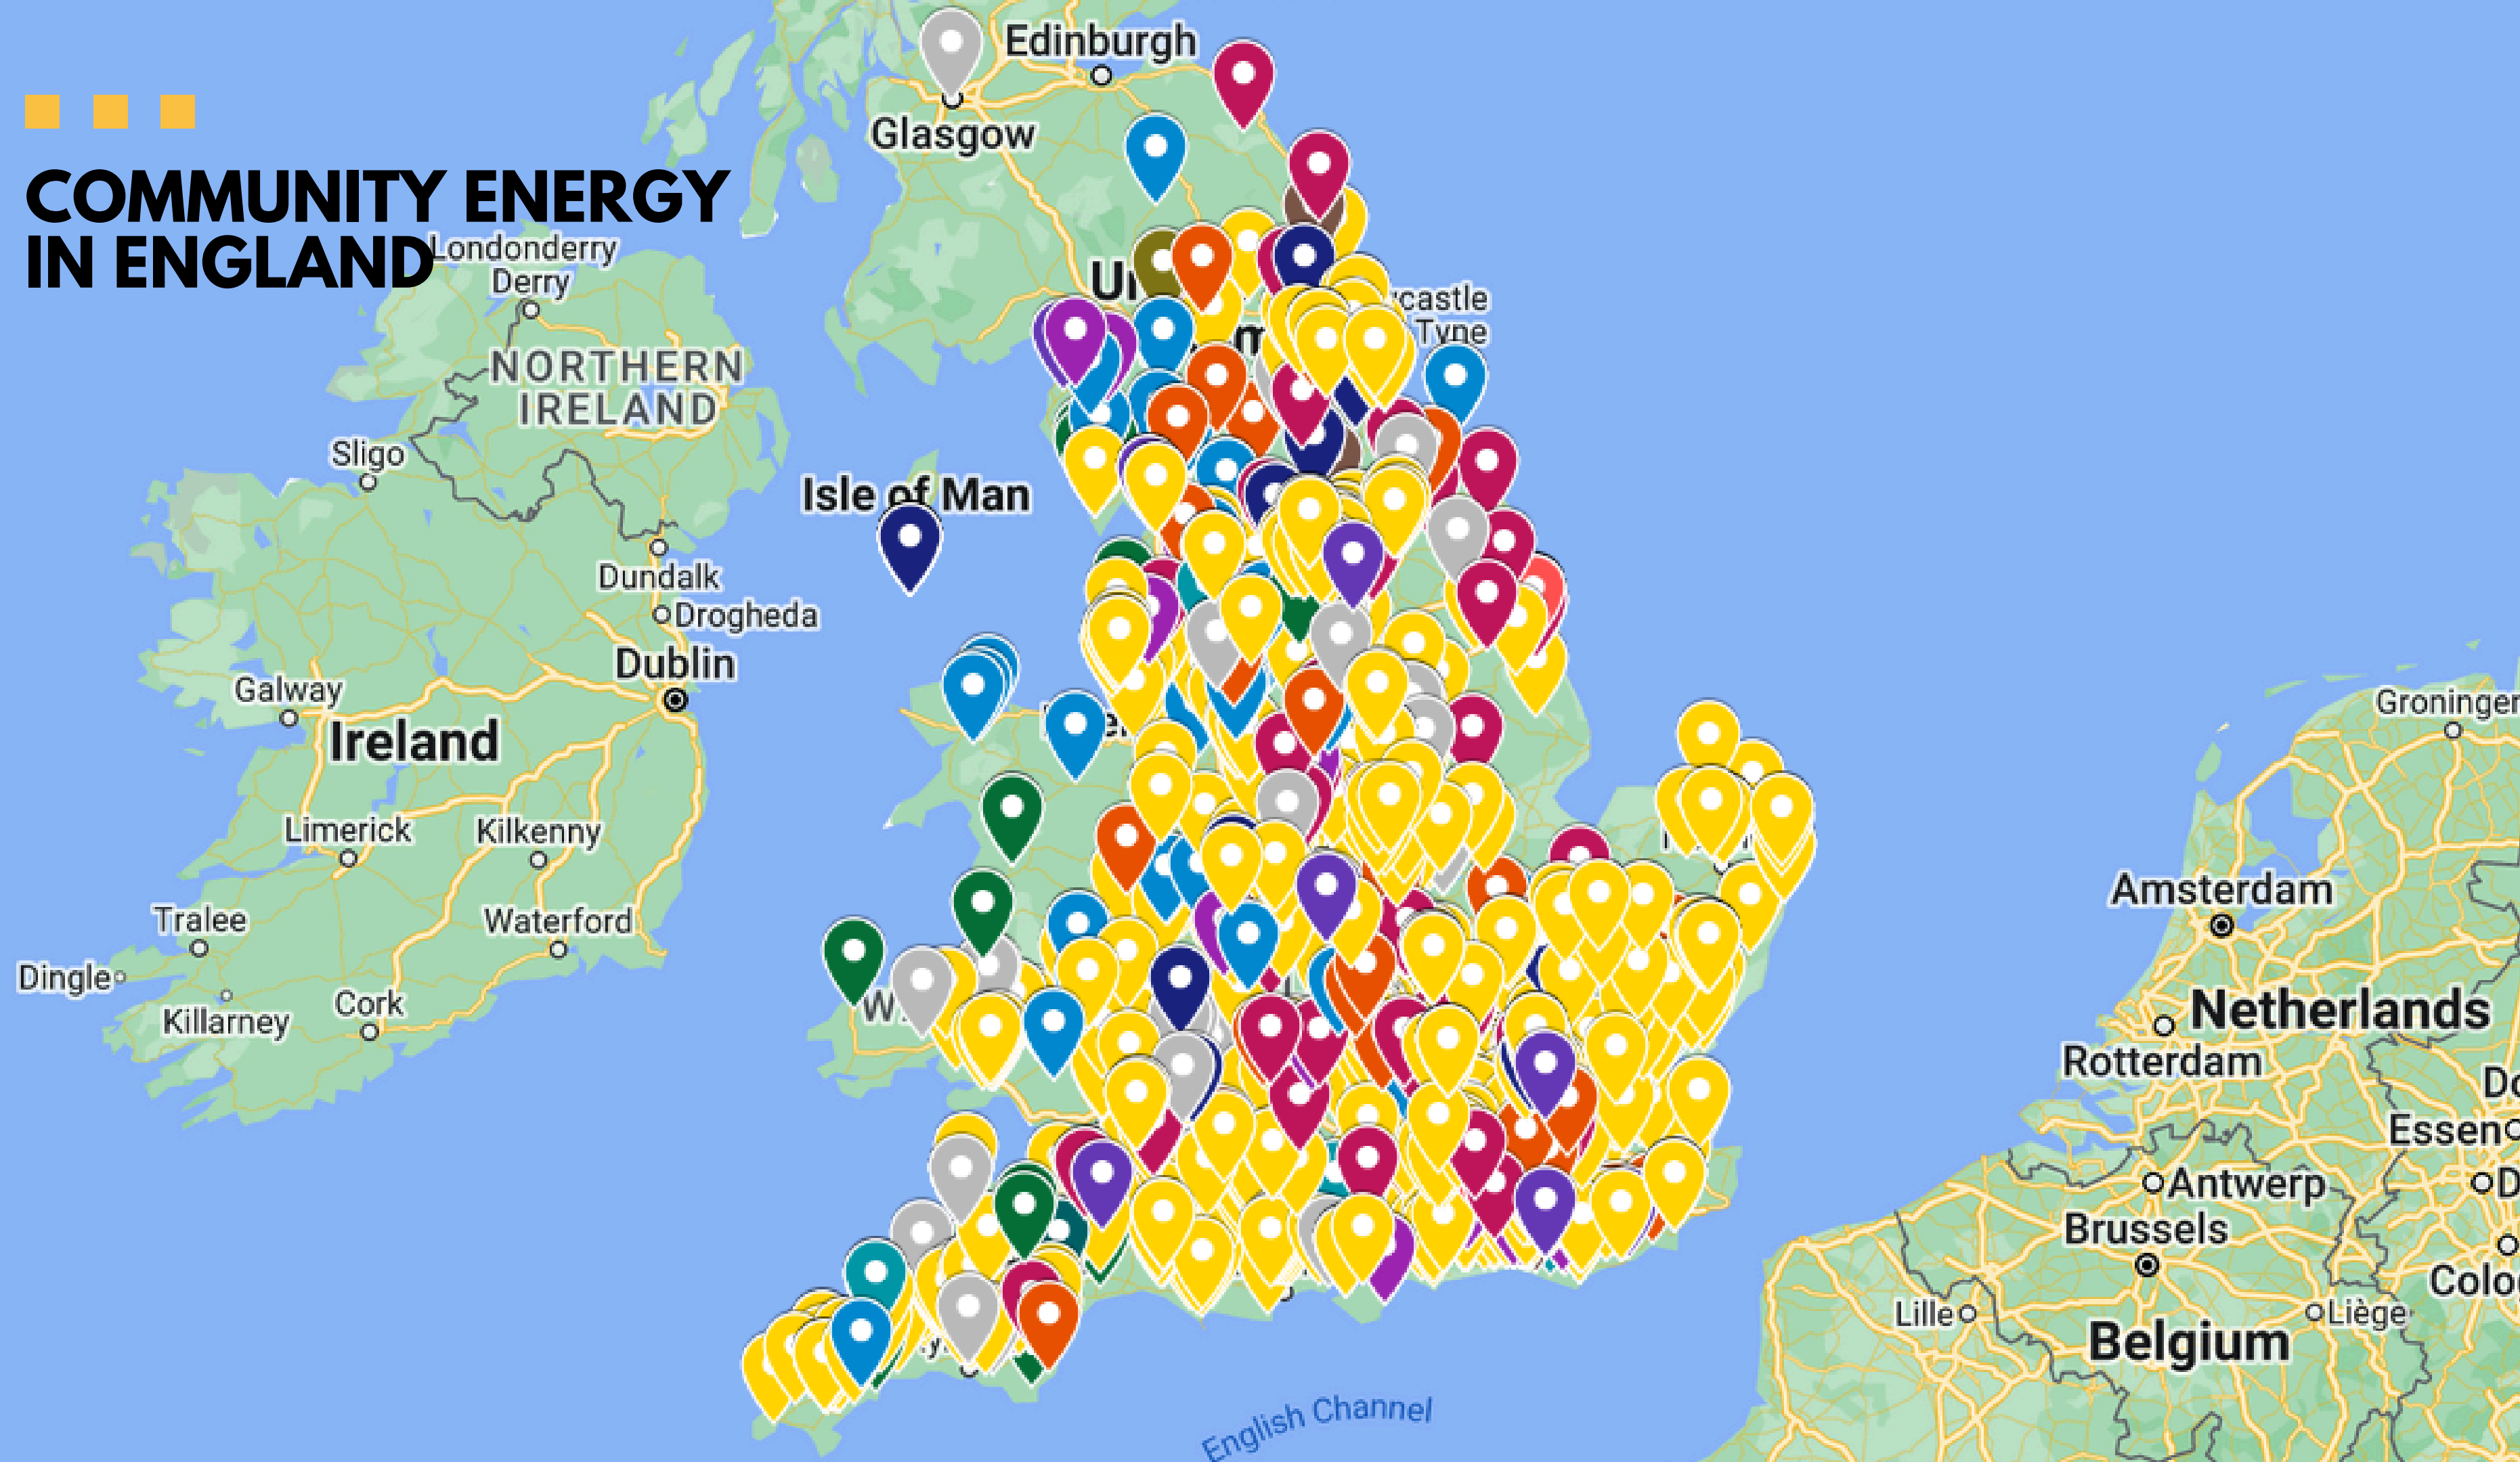 COMMUNITY ENERGY
IN ENGLAND
Edinburgh
Glasgow
Londonderry
Derry
NORTHERN
IRELAND
Sligo
Isle of Man
Dundalk
Drogheda
Dublin
Galway
Ireland
Limerick
Kilkenny
Tralee
Waterford
Dingle
Killarney
Cork
Tyne
Amsterdam
Netherlands
Rotterdam
Essen
Antwerp
Brussels
Lille
Liège
Belgium
English Channel